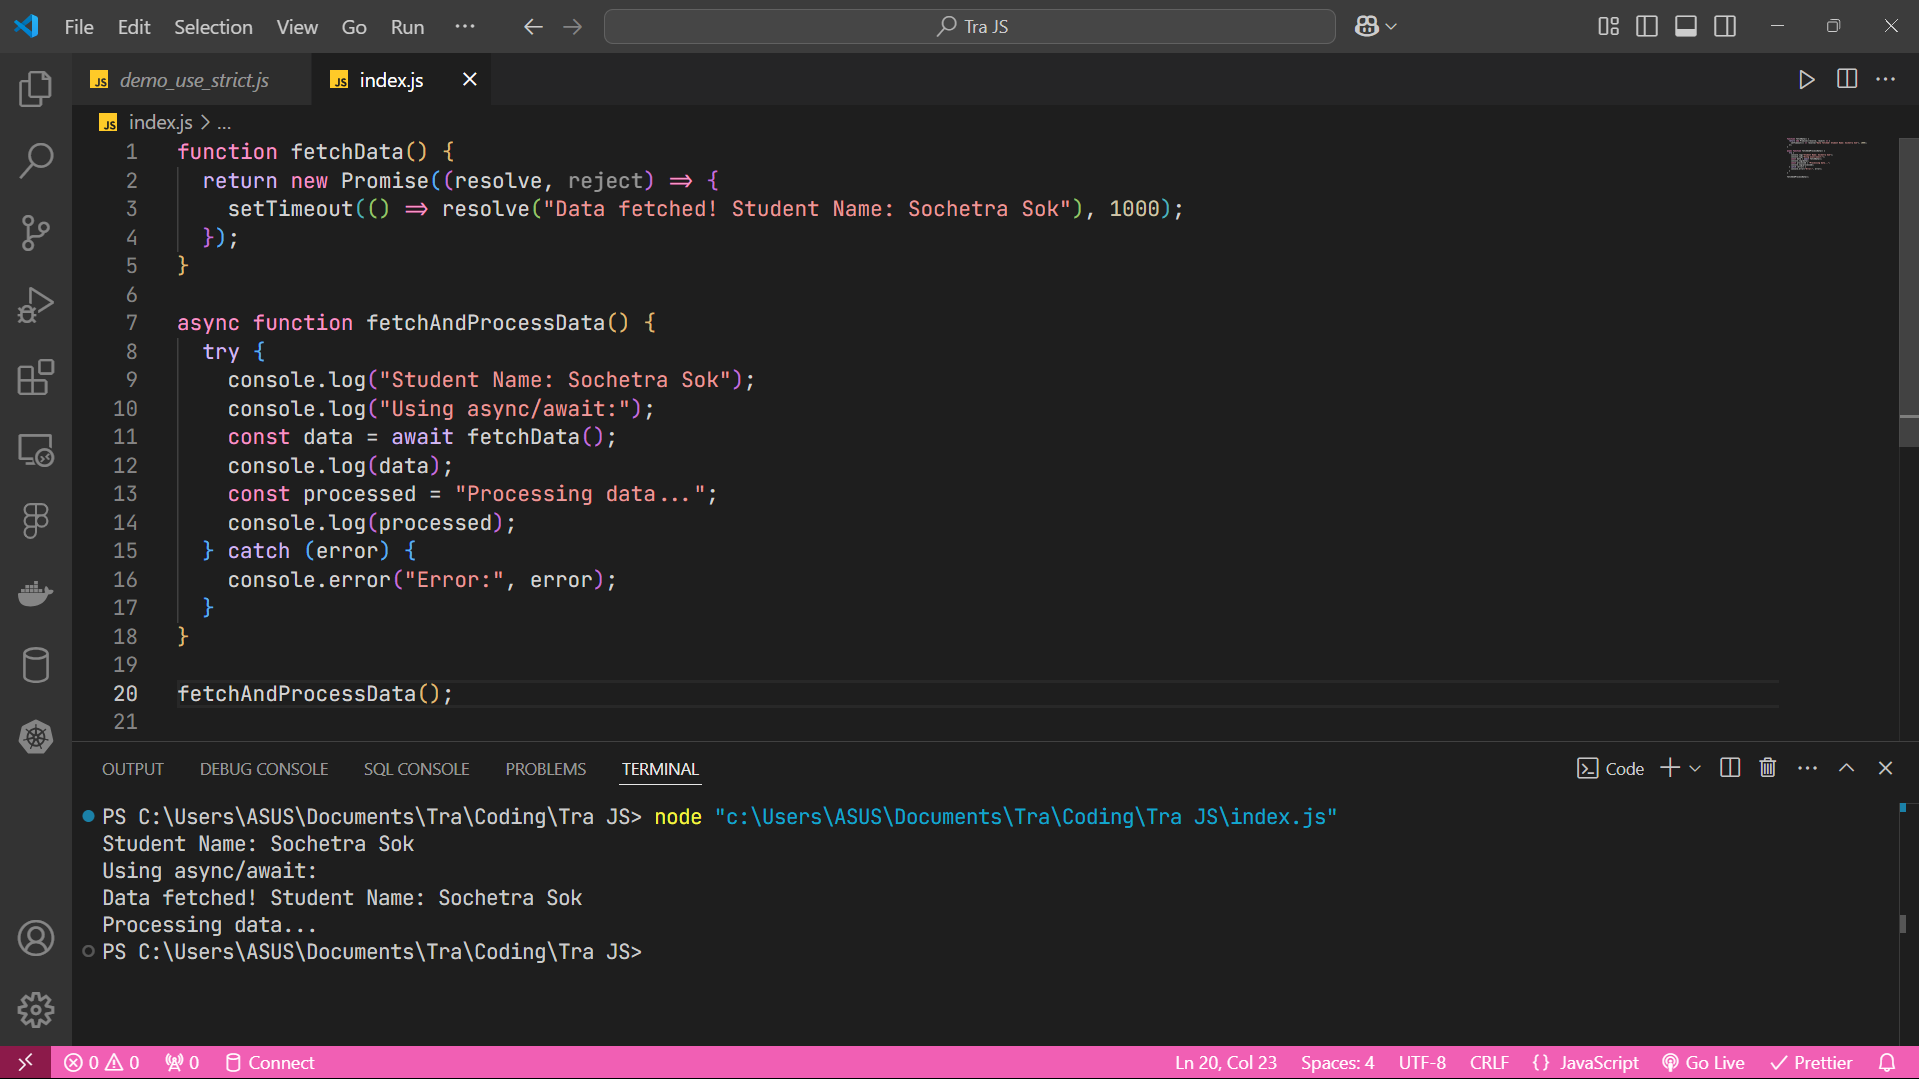 File Edit Selection View Go Run ··· Tra JS
demo_use_strict.js index.js
index.js > ...
1 function fetchData() {
2 return new Promise((resolve, reject) => {
3 setTimeout(() => resolve("Data fetched! Student Name: Sochetra Sok"), 1000);
4 });
5 }
6
7 async function fetchAndProcessData() {
8 try {
9 console.log("Student Name: Sochetra Sok");
10 console.log("Using async/await:");
11 const data = await fetchData();
12 console.log(data);
13 const processed = "Processing data...";
14 console.log(processed);
15 } catch (error) {
16 console.error("Error:", error);
17 }
18 }
19
20 fetchAndProcessData();
21
OUTPUT DEBUG CONSOLE SQL CONSOLE PROBLEMS TERMINAL Code
PS C:\Users\ASUS\Documents\Tra\Coding\Tra JS> node "c:\Users\ASUS\Documents\Tra\Coding\Tra JS\index.js"
Student Name: Sochetra Sok
Using async/await:
Data fetched! Student Name: Sochetra Sok
Processing data...
PS C:\Users\ASUS\Documents\Tra\Coding\Tra JS>
0 0 0 Connect Ln 20, Col 23 Spaces: 4 UTF-8 CRLF {} JavaScript Go Live Prettier